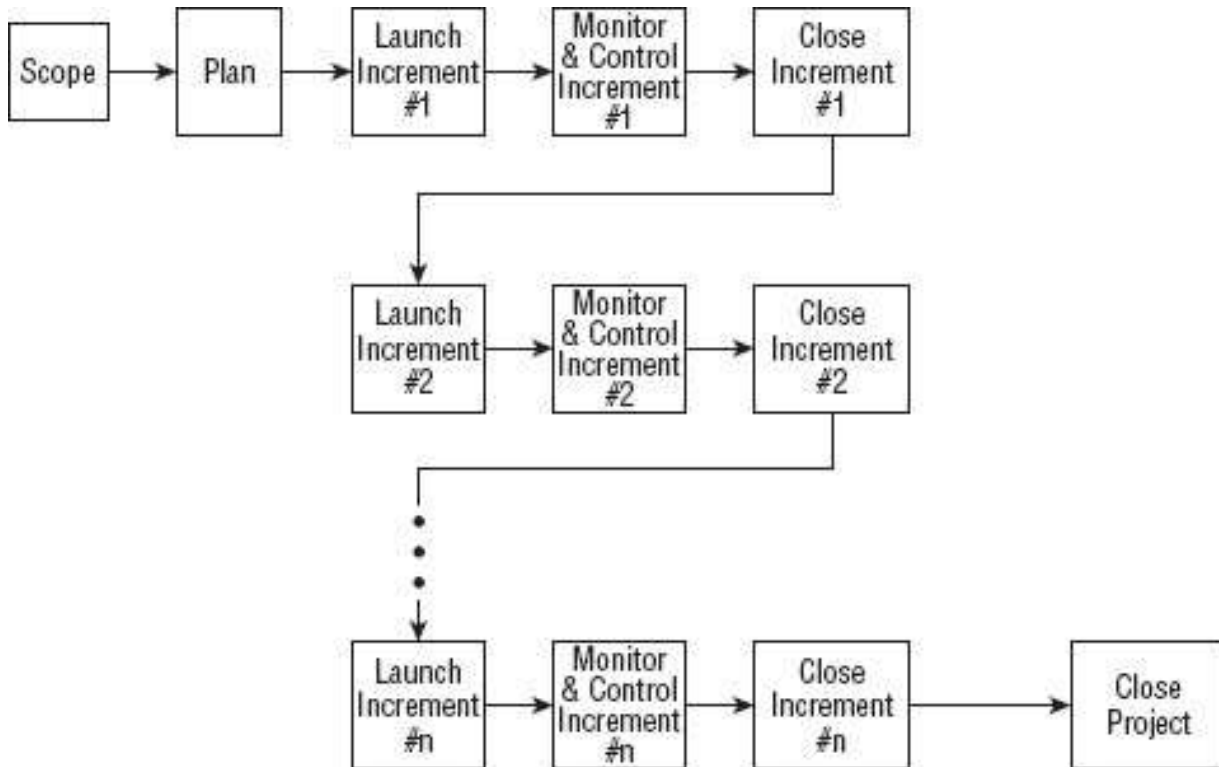 Scope
Plan
Launch
Increment
#1
Monitor
& Control
Increment
#1
Close
Increment
#1
Launch
Increment
#2
Monitor
& Control
Increment
#2
Close
Increment
#2
Launch
Increment
#n
Monitor
& Control
Increment
#n
Close
Increment
#n
Close
Project